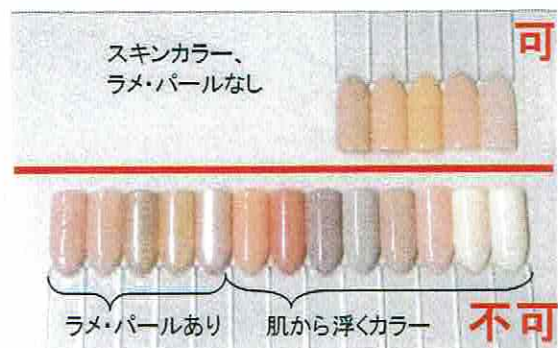 可
スキンカラー、
ラメ・パールなし
ラメ・パールあり
肌から浮くカラー
不可